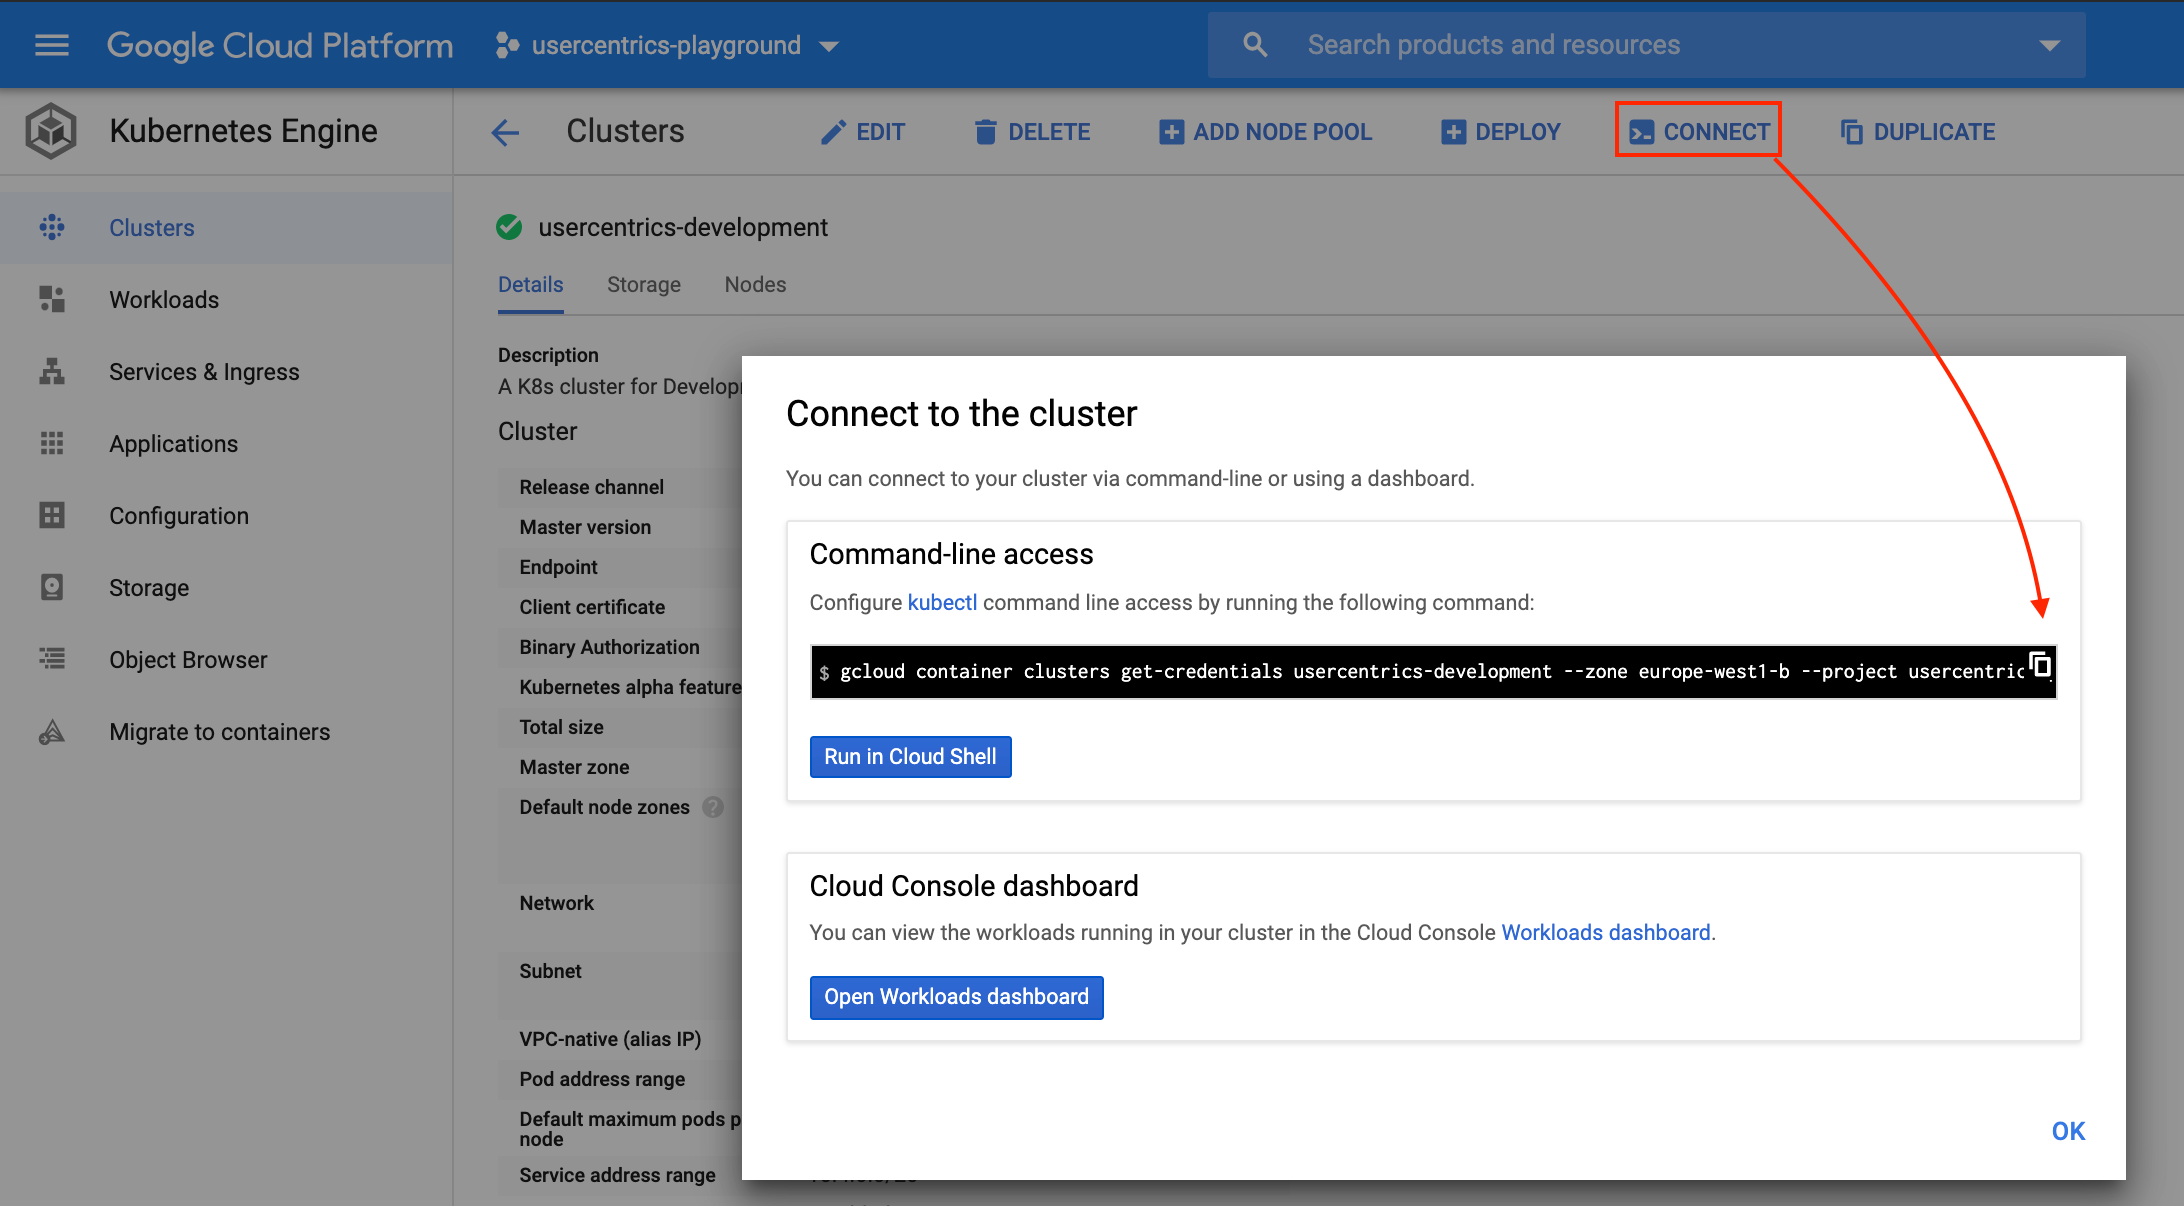 Google Cloud Platform
usercentrics-playground
Search products and resources
Kubernetes Engine
Clusters
EDIT
DELETE
ADD NODE POOL
DEPLOY
CONNECT
DUPLICATE
Clusters
Workloads
Services & Ingress
Applications
Configuration
Storage
Object Browser
Migrate to containers
usercentrics-development
Details
Storage
Nodes
Description
A K8s cluster for
Cluster
Release channel
Master version
Endpoint
Client certificate
Binary Authorization
Kubernetes alpha feature
Total size
Master zone
Default node zones
Network
Subnet
VPC-native (alias IP)
Pod address range
Default maximum pods p
node
Service address range
Connect to the cluster
You can connect to your cluster via command-line or using a dashboard.
Command-line access
Configure kubectl command line access by running the following command:
$ gcloud container clusters get-credentials usercentrics-development --zone europe-west1-b --project usercentric
Run in Cloud Shell
Cloud Console dashboard
You can view the workloads running in your cluster in the Cloud Console Workloads dashboard.
Open Workloads dashboard
OK